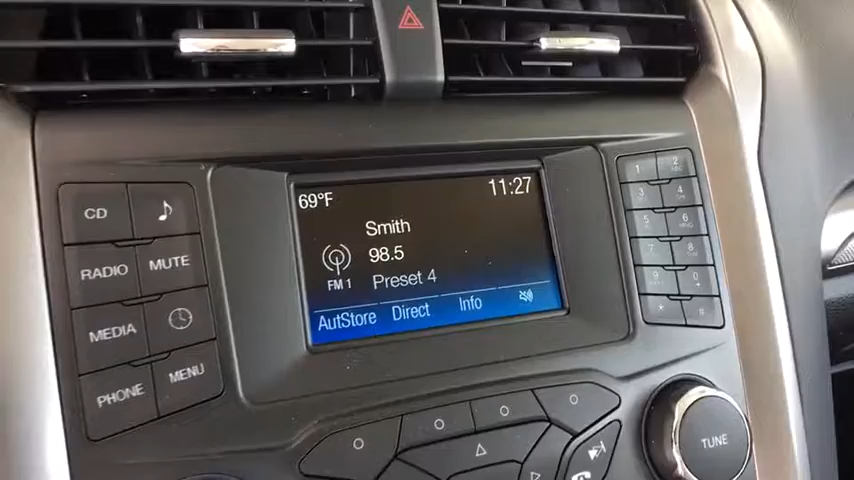 69°F
11:27
Smith
98.5
Preset 4
FM 1
AutStore Direct Info
CD
RADIO MUTE
MEDIA
PHONE MENU
1 2
3 4
5 6
7 8
9 0
* #
TUNE